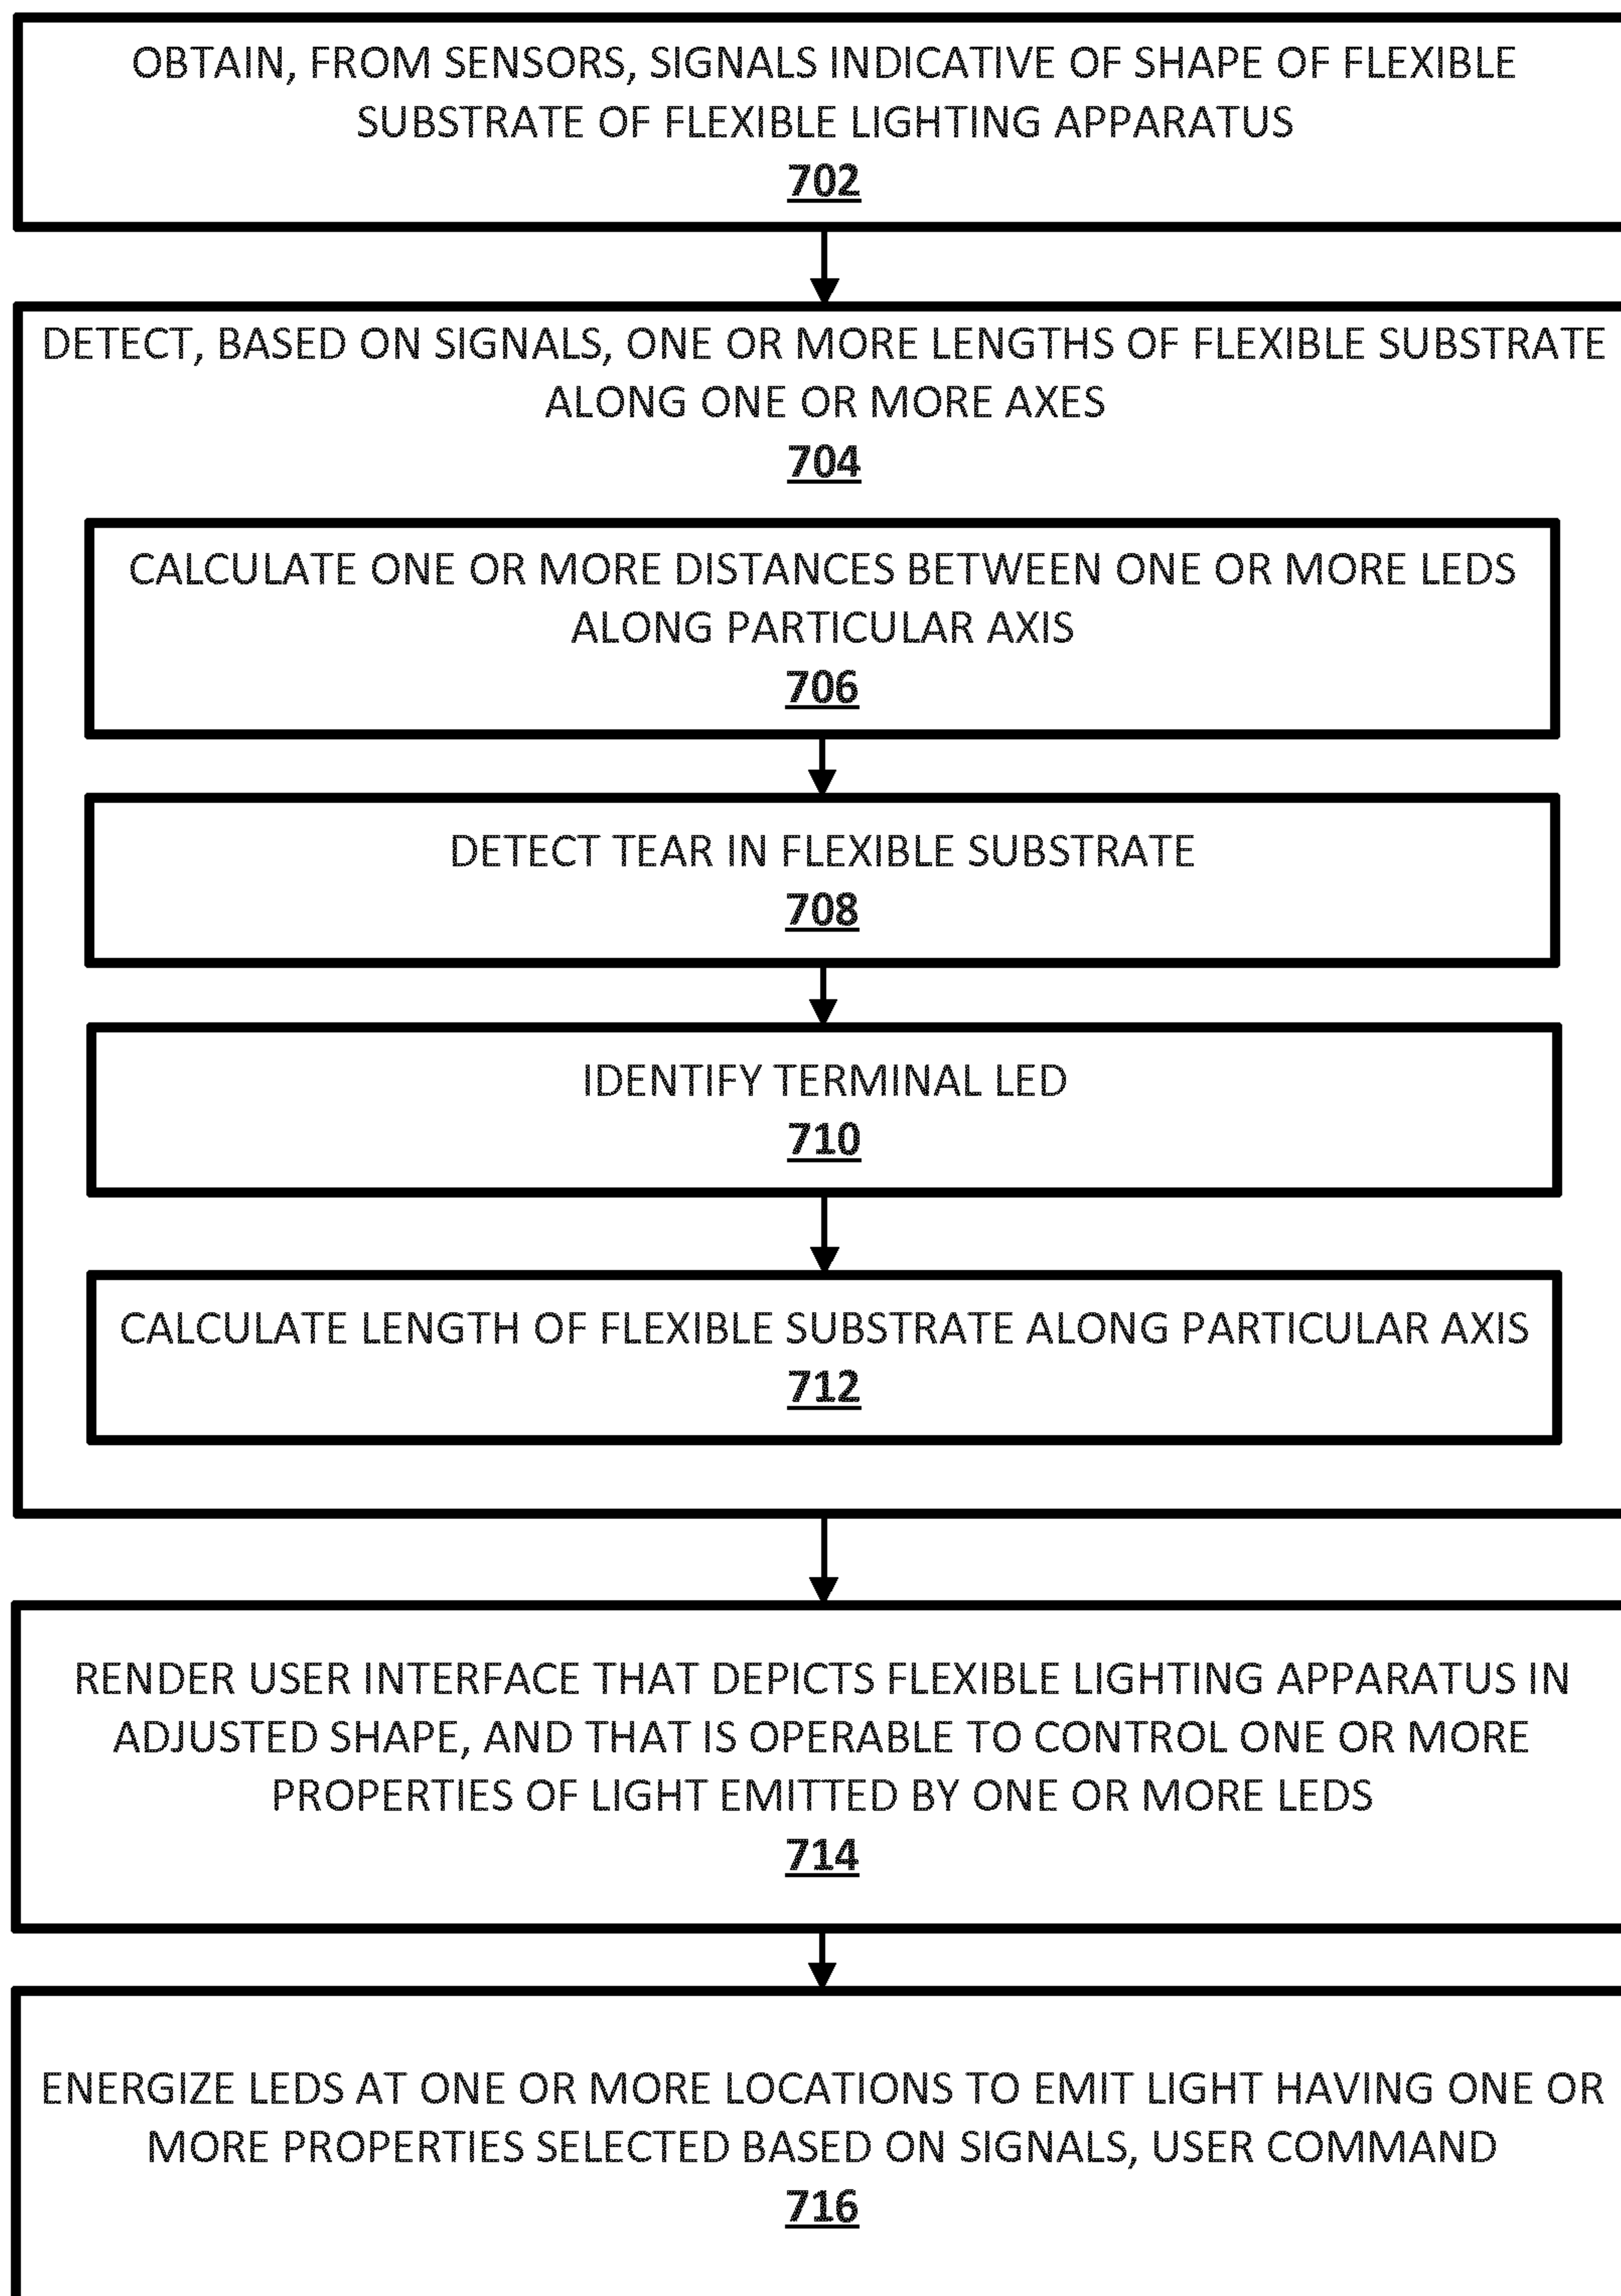 OBTAIN, FROM SENSORS, SIGNALS INDICATIVE OF SHAPE OF FLEXIBLE
SUBSTRATE OF FLEXIBLE LIGHTING APPARATUS
702
DETECT, BASED ON SIGNALS, ONE OR MORE LENGTHS OF FLEXIBLE SUBSTRATE
ALONG ONE OR MORE AXES
704
CALCULATE ONE OR MORE DISTANCES BETWEEN ONE OR MORE LEDS
ALONG PARTICULAR AXIS
706
DETECT TEAR IN FLEXIBLE SUBSTRATE
708
IDENTIFY TERMINAL LED
710
CALCULATE LENGTH OF FLEXIBLE SUBSTRATE ALONG PARTICULAR AXIS
712
RENDER USER INTERFACE THAT DEPICTS FLEXIBLE LIGHTING APPARATUS IN
ADJUSTED SHAPE, AND THAT IS OPERABLE TO CONTROL ONE OR MORE
PROPERTIES OF LIGHT EMITTED BY ONE OR MORE LEDS
714
ENERGIZE LEDS AT ONE OR MORE LOCATIONS TO EMIT LIGHT HAVING ONE OR
MORE PROPERTIES SELECTED BASED ON SIGNALS, USER COMMAND
716